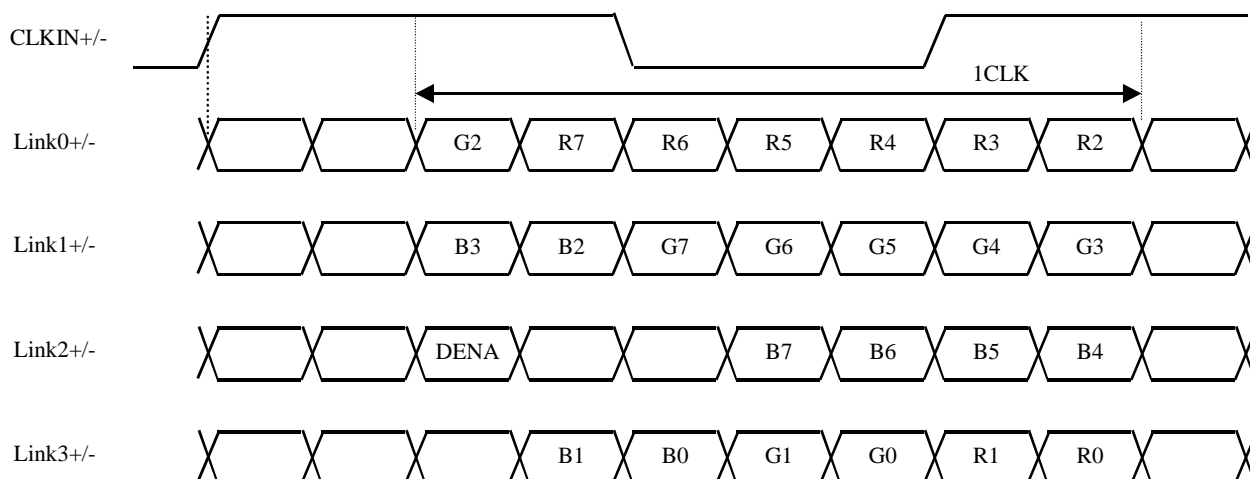 CLKIN+/-
1CLK
Link0+/- G2 R7 R6 R5 R4 R3 R2
Link1+/- B3 B2 G7 G6 G5 G4 G3
Link2+/- DENA B7 B6 B5 B4
Link3+/- B1 B0 G1 G0 R1 R0